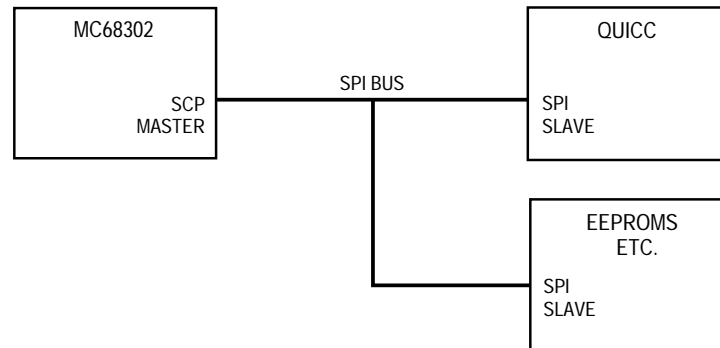 MC68302
SCP
MASTER
SPI BUS
QUICC
SPI
SLAVE
EEPROMS
ETC.
SPI
SLAVE